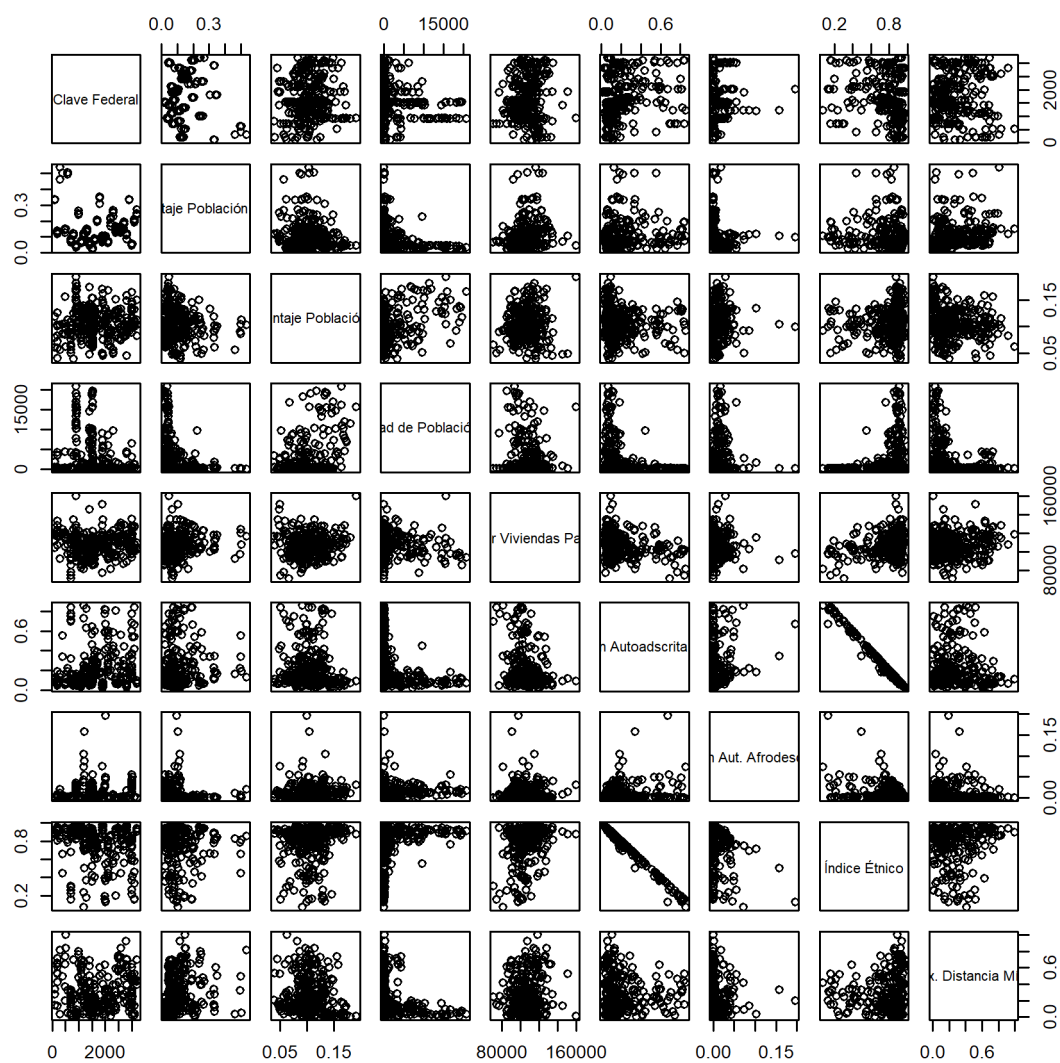 0.0 0.3 0 15000 0.0 0.6 0.2 0.8
Clave Federal 0 2000
0.0 0.3 taje Población
ntaje Població 0.05 0.15
0 15000 ad de Població
r Viviendas Pa 80000 160000
0.0 0.6 n Autoadscrita
n Aut. Afrodes 0.00 0.15
0.2 0.8 Índice Étnico
x. Distancia Mi 0.0 0.6
0 2000 0.05 0.15 80000 160000 0.00 0.15 0.0 0.6